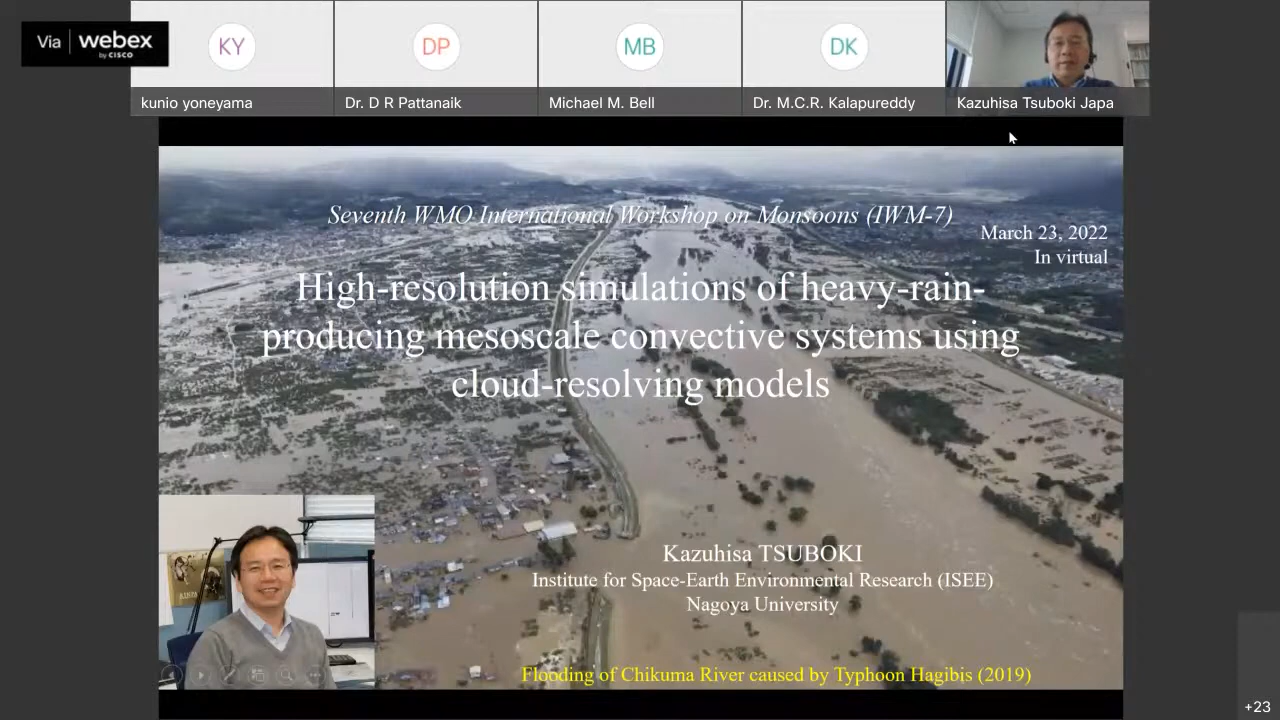 Via webex
by CISCO
KY
DP
MB
DK
kunio yoneyama
Dr. D R Pattanaik
Michael M. Bell
Dr. M.C.R. Kalapureddy
Kazuhisa Tsuboki Japa
Seventh WMO International Workshop on Monsoons (IWM-7)
March 23, 2022
In virtual
High-resolution simulations of heavy-rain-
producing mesoscale convective systems using
cloud-resolving models
Kazuhisa TSUBOKI
Institute for Space-Earth Environmental Research (ISEE)
Nagoya University
Flooding of Chikuma River caused by Typhoon Hagibis (2019)
+23